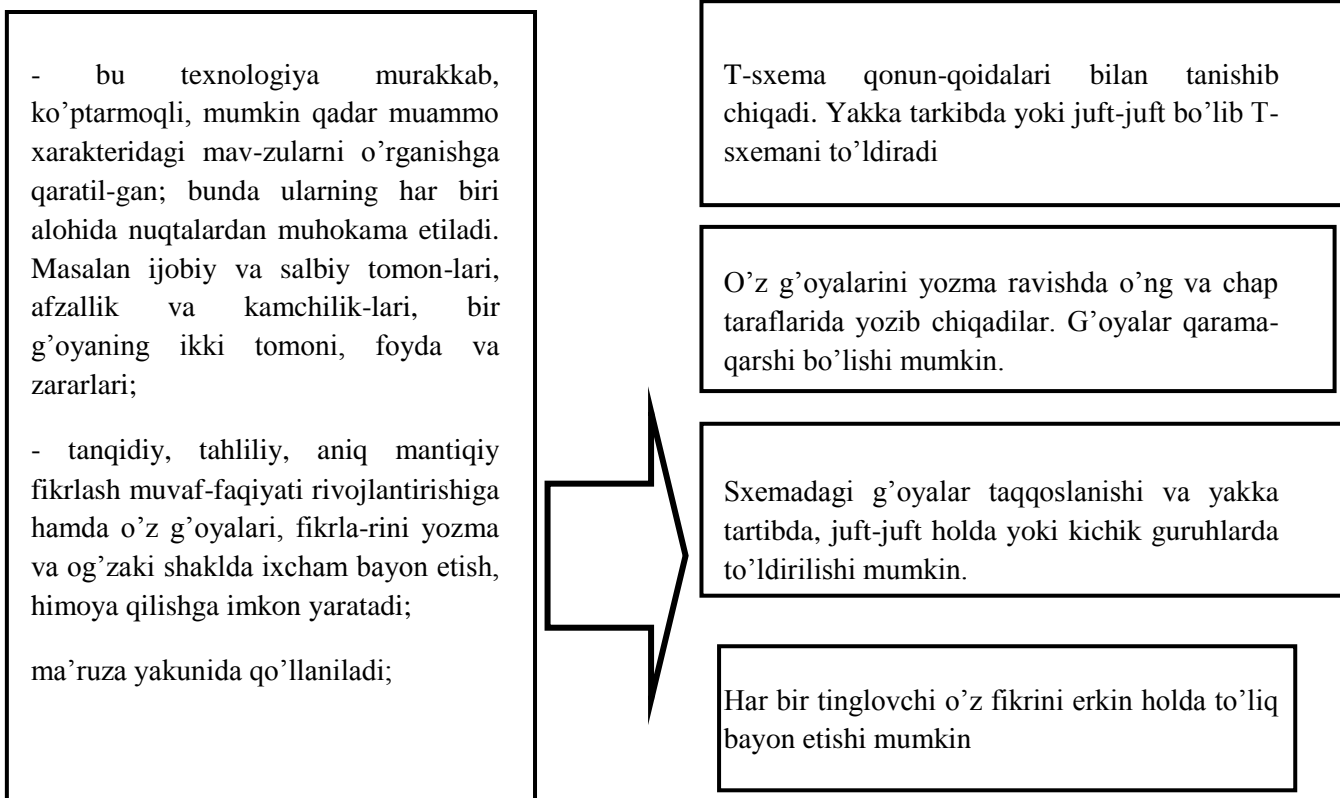 - bu texnologiya murakkab,
ko’ptarmoqli, mumkin qadar muammo
xarakteridagi mav-zularni o’rganishga
qaratil-gan; bunda ularning har biri
alohida nuqtalardan muhokama etiladi.
Masalan ijobiy va salbiy tomon-lari,
afzallik va kamchilik-lari, bir
g’oyaning ikki tomoni, foyda va
zararlari;
- tanqidiy, tahliliy, aniq mantiqiy
fikrlash muvaf-faqiyati rivojlantirishiga
hamda o’z g’oyalari, fikrla-rini yozma
va og’zaki shaklda ixcham bayon etish,
himoya qilishga imkon yaratadi;
ma’ruza yakunida qo’llaniladi;
T-sxema qonun-qoidalari bilan tanishib
chiqadi. Yakka tarkibda yoki juft-juft bo’lib T-
sxemani to’ldiradi
O’z g’oyalarini yozma ravishda o’ng va chap
taraflarida yozib chiqadilar. G’oyalar qarama-
qarshi bo’lishi mumkin.
Sxemadagi g’oyalar taqqoslanishi va yakka
tartibda, juft-juft holda yoki kichik guruhlarda
to’ldirilishi mumkin.
Har bir tinglovchi o’z fikrini erkin holda to’liq
bayon etishi mumkin